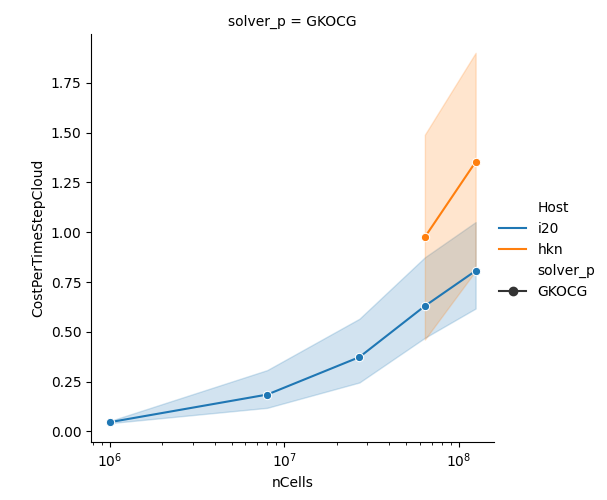 solver_p = GKOCG
CostPerTimeStepCloud
1.75
1.50
1.25
1.00
0.75
0.50
0.25
0.00
10⁶
10⁷
10⁸
nCells
Host
i20
hkn
solver_p
GKOCG